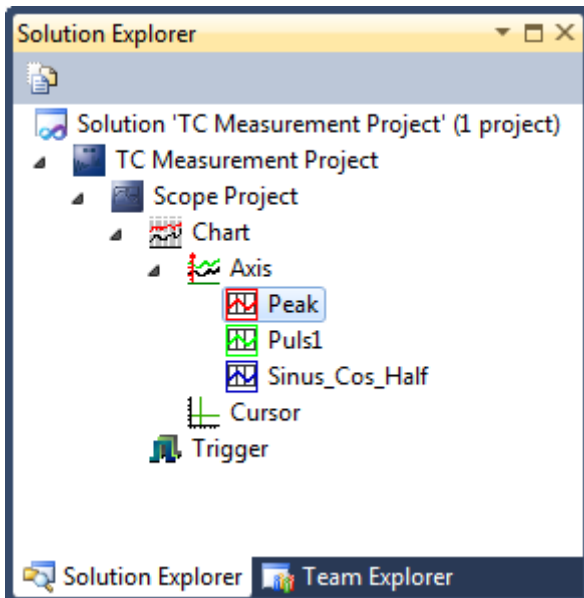 Solution Explorer
Solution 'TC Measurement Project' (1 project)
TC Measurement Project
Scope Project
Chart
Axis
Peak
Puls1
Sinus_Cos_Half
Cursor
Trigger
Solution Explorer Team Explorer